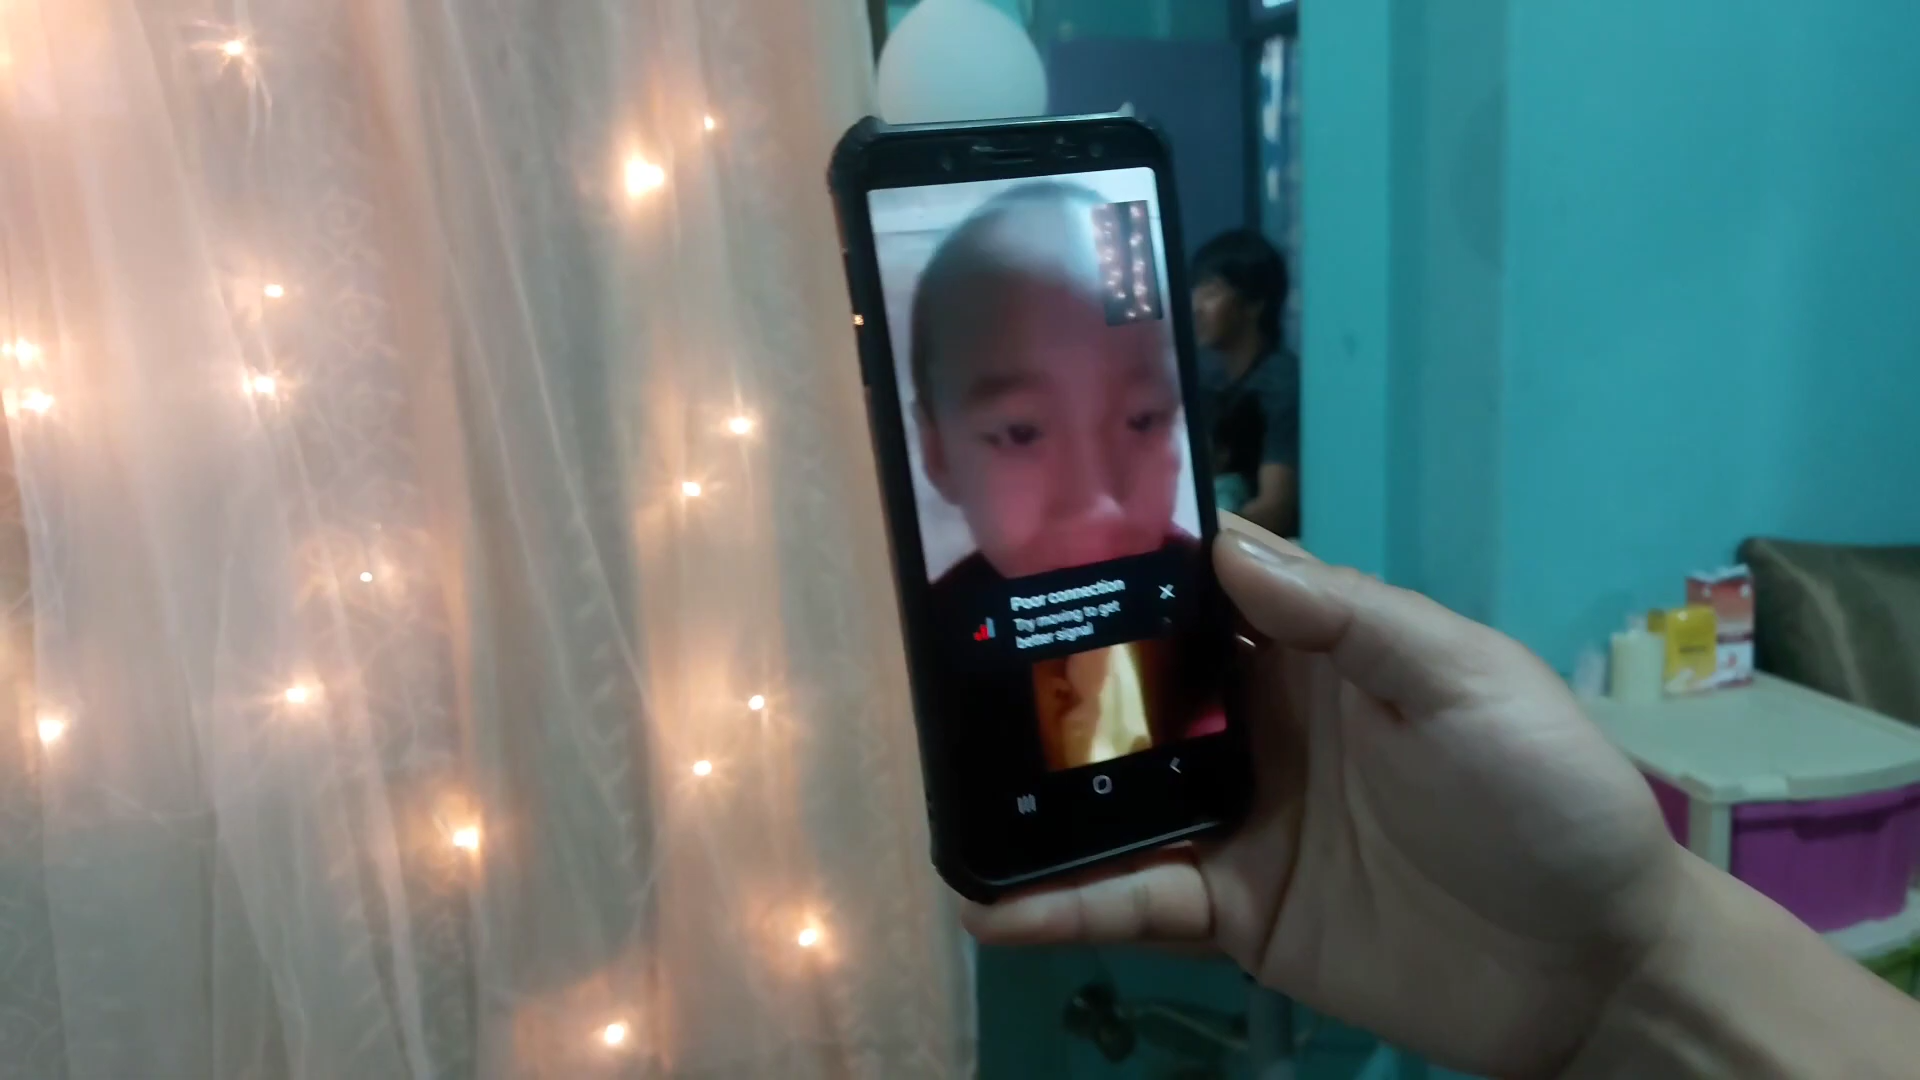 Poor connection
Try moving to get
better signal